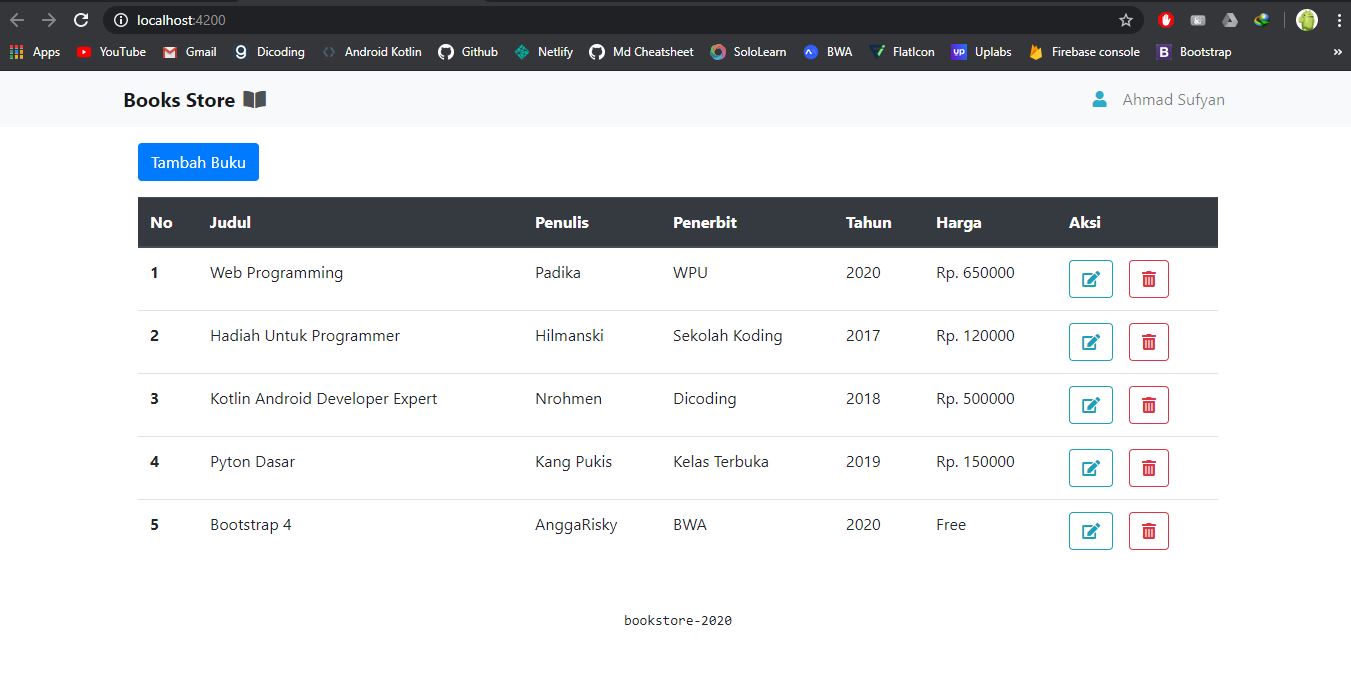 localhost:4200
Apps YouTube Gmail Dicoding Android Kotlin Github Netlify Md Cheatsheet SoloLearn BWA FlatIcon Uplabs Firebase console Bootstrap »
Books Store Ahmad Sufyan
Tambah Buku
No Judul Penulis Penerbit Tahun Harga Aksi
1 Web Programming Padika WPU 2020 Rp. 650000
2 Hadiah Untuk Programmer Hilmanski Sekolah Koding 2017 Rp. 120000
3 Kotlin Android Developer Expert Nrohmen Dicoding 2018 Rp. 500000
4 Pyton Dasar Kang Pukis Kelas Terbuka 2019 Rp. 150000
5 Bootstrap 4 AnggaRisky BWA 2020 Free
bookstore-2020